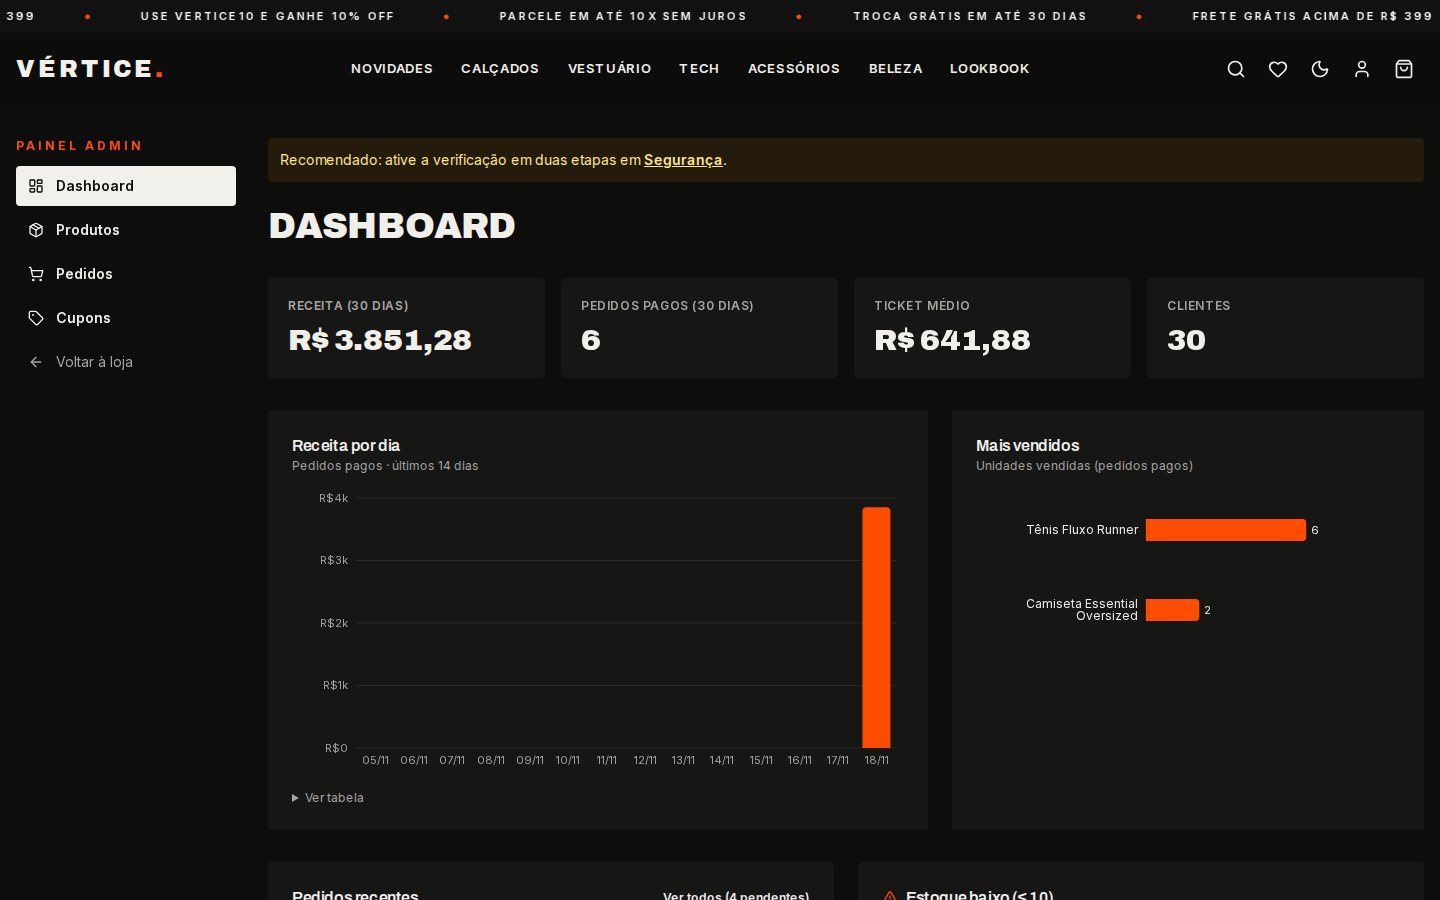 399 • USE VERTICE10 E GANHE 10% OFF • PARCELE EM ATÉ 10X SEM JUROS • TROCA GRÁTIS EM ATÉ 30 DIAS • FRETE GRÁTIS ACIMA DE R$ 399
VÉRTICE.
NOVIDADES CALÇADOS VESTUÁRIO TECH ACESSÓRIOS BELEZA LOOKBOOK
PAINEL ADMIN
Dashboard
Produtos
Pedidos
Cupons
Voltar à loja
Recomendado: ative a verificação em duas etapas em Segurança.
DASHBOARD
RECEITA (30 DIAS)
R$ 3.851,28
PEDIDOS PAGOS (30 DIAS)
6
TICKET MÉDIO
R$ 641,88
CLIENTES
30
Receita por dia
Pedidos pagos · últimos 14 dias
R$4k
R$3k
R$2k
R$1k
R$0
05/11 06/11 07/11 08/11 09/11 10/11 11/11 12/11 13/11 14/11 15/11 16/11 17/11 18/11
Ver tabela
Mais vendidos
Unidades vendidas (pedidos pagos)
Tênis Fluxo Runner 6
Camiseta Essential
Oversized 2
Pedidos recentes
Ver todos (4 pendentes)
Estoque baixo (≤ 10)